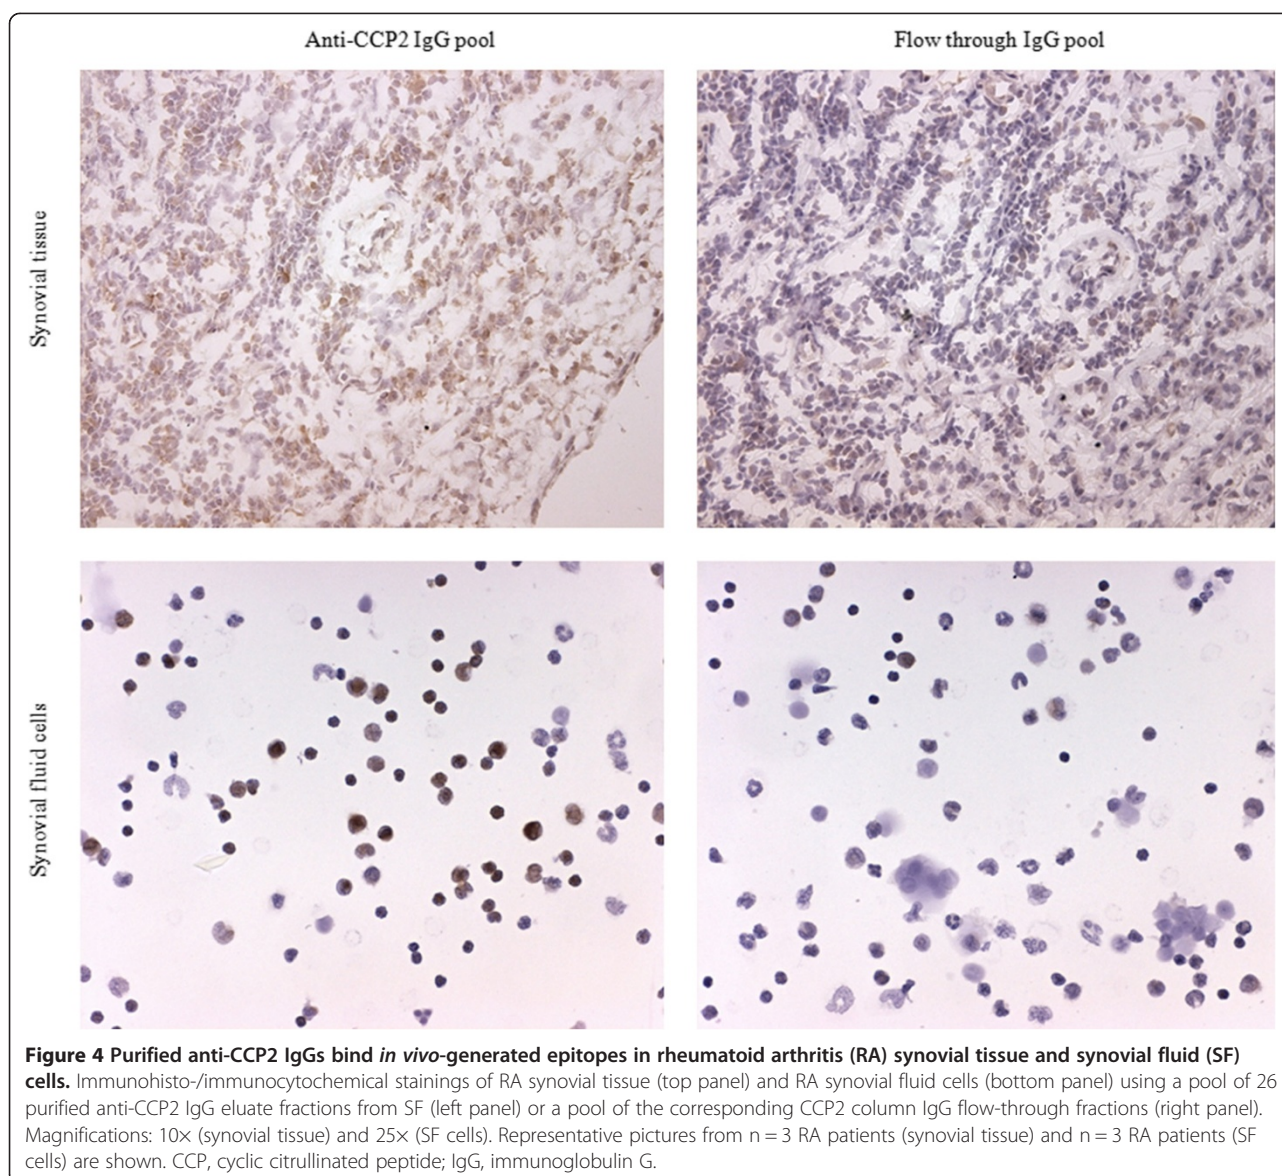 Anti-CCP2 IgG pool
Flow through IgG pool
Synovial tissue
Synovial fluid cells
Figure 4 Purified anti-CCP2 IgGs bind in vivo-generated epitopes in rheumatoid arthritis (RA) synovial tissue and synovial fluid (SF)
cells. Immunohisto-/immunocytochemical stainings of RA synovial tissue (top panel) and RA synovial fluid cells (bottom panel) using a pool of 26
purified anti-CCP2 IgG eluate fractions from SF (left panel) or a pool of the corresponding CCP2 column IgG flow-through fractions (right panel).
Magnifications: 10× (synovial tissue) and 25× (SF cells). Representative pictures from n = 3 RA patients (synovial tissue) and n = 3 RA patients (SF
cells) are shown. CCP, cyclic citrullinated peptide; IgG, immunoglobulin G.